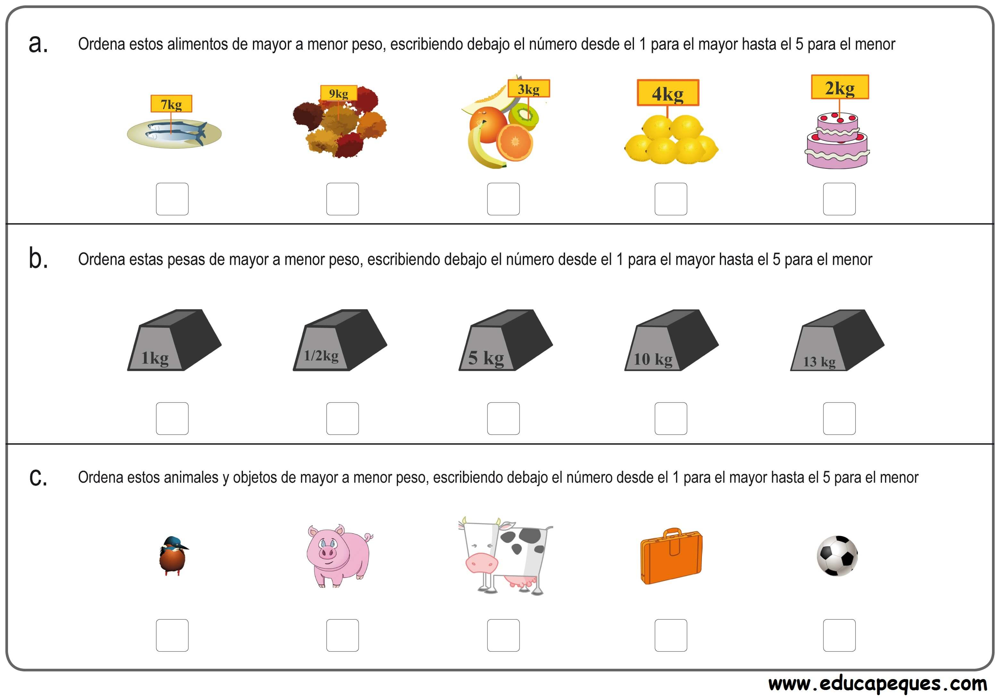 a. Ordena estos alimentos de mayor a menor peso, escribiendo debajo el número desde el 1 para el mayor hasta el 5 para el menor
7kg 9kg 3kg 4kg 2kg
b. Ordena estas pesas de mayor a menor peso, escribiendo debajo el número desde el 1 para el mayor hasta el 5 para el menor
1kg 1/2kg 5 kg 10 kg 13 kg
c. Ordena estos animales y objetos de mayor a menor peso, escribiendo debajo el número desde el 1 para el mayor hasta el 5 para el menor
www.educapeques.com